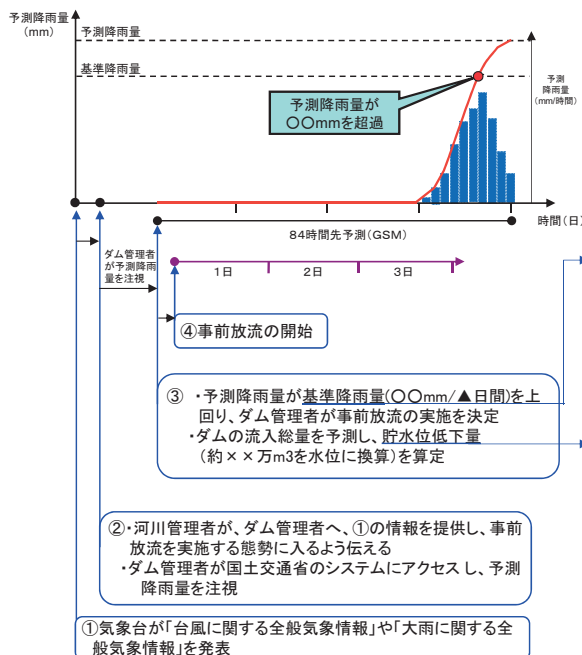 予測降雨量
(mm)
予測降雨量
基準降雨量
予測
降雨量
(mm/時間)
予測降雨量が
〇〇mmを超過
時間(日)
84時間先予測(GSM)
ダム管理者
が予測降雨
量を注視
1日
2日
3日
④事前放流の開始
③ ・予測降雨量が基準降雨量(〇〇mm/▲日間)を上
回り、ダム管理者が事前放流の実施を決定
・ダムの流入総量を予測し、貯水位低下量
(約××万m3を水位に換算)を算定
②・河川管理者が、ダム管理者へ、①の情報を提供し、事前
放流を実施する態勢に入るよう伝える
・ダム管理者が国土交通省のシステムにアクセスし、予測
降雨量を注視
①気象台が「台風に関する全般気象情報」や「大雨に関する全
般気象情報」を発表